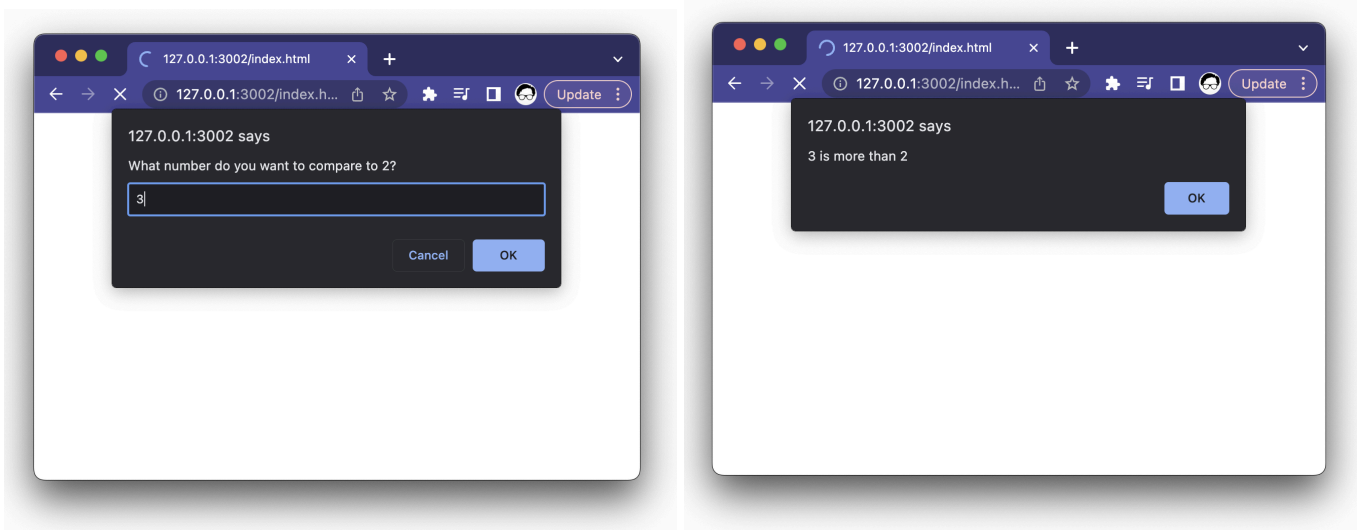 127.0.0.1:3002/index.html
127.0.0.1:3002/index.h... Update
127.0.0.1:3002 says
What number do you want to compare to 2?
3
Cancel OK
127.0.0.1:3002/index.html
127.0.0.1:3002/index.h... Update
127.0.0.1:3002 says
3 is more than 2
OK